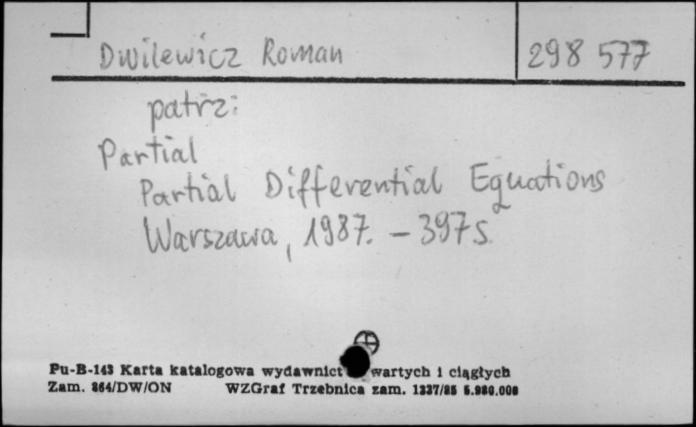 Dwilewicz Roman
298 577
patrz:
Partial
Partial Differential Equations
Warszawa, 1987. - 397 s.
Pu-B-143 Karta katalogowa wydawnict wartych i ciągłych
Zam. 864/DW/ON WZGraf Trzebnica zam. 1337/85 5.980.000